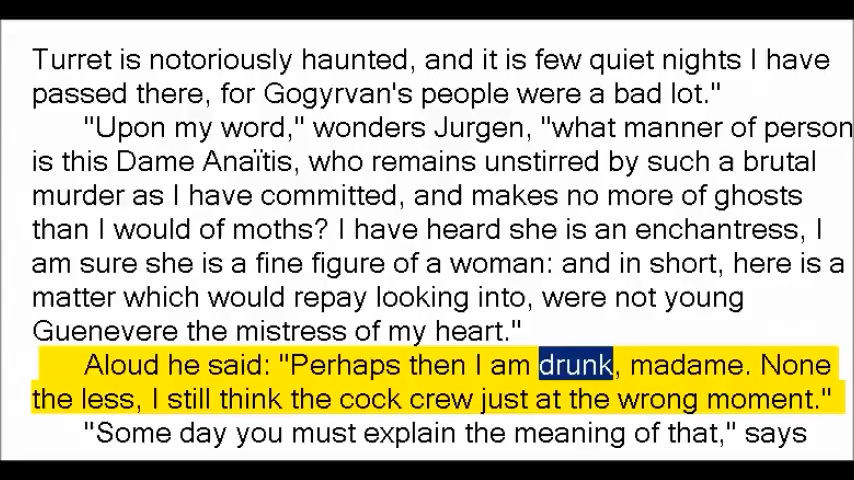 Turret is notoriously haunted, and it is few quiet nights I have
passed there, for Gogyrvan's people were a bad lot."
"Upon my word," wonders Jurgen, "what manner of person
is this Dame Anaïtis, who remains unstirred by such a brutal
murder as I have committed, and makes no more of ghosts
than I would of moths? I have heard she is an enchantress, I
am sure she is a fine figure of a woman: and in short, here is a
matter which would repay looking into, were not young
Guenevere the mistress of my heart."
Aloud he said: "Perhaps then I am drunk, madame. None
the less, I still think the cock crew just at the wrong moment."
"Some day you must explain the meaning of that," says